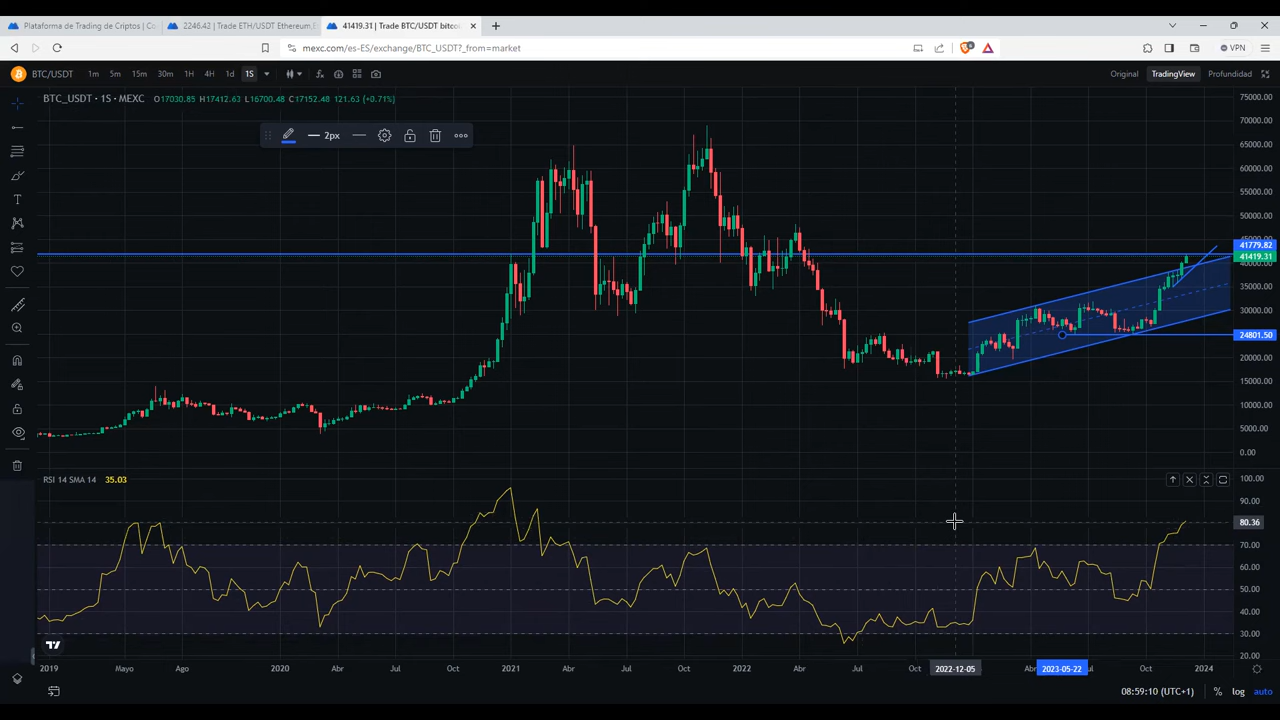 Plataforma de Trading de Criptos | Co
2246.42 | Trade ETH/USDT Ethereum,E
41419.31 | Trade BTC/USDT bitcoi
mexc.com/es-ES/exchange/BTC_USDT?_from=market
VPN
BTC/USDT 1m 5m 15m 30m 1H 4H 1d 1S
Original TradingView Profundidad
BTC_USDT · 1S · MEXC O17030.85 H17412.63 L16700.48 C17152.48 121.63 (+0.71%)
2px
75000.00
70000.00
65000.00
60000.00
55000.00
50000.00
45000.00
41779.82
41419.31
40000.00
35000.00
30000.00
24801.50
20000.00
15000.00
10000.00
5000.00
0.00
RSI 14 SMA 14 35.03
100.00
90.00
80.36
70.00
60.00
50.00
40.00
30.00
20.00
2019 Mayo Ago 2020 Abr Jul Oct 2021 Abr Jul Oct 2022 Abr Jul Oct 2022-12-05 Abr 2023-05-22 Jul Oct 2024
08:59:10 (UTC+1) % log auto